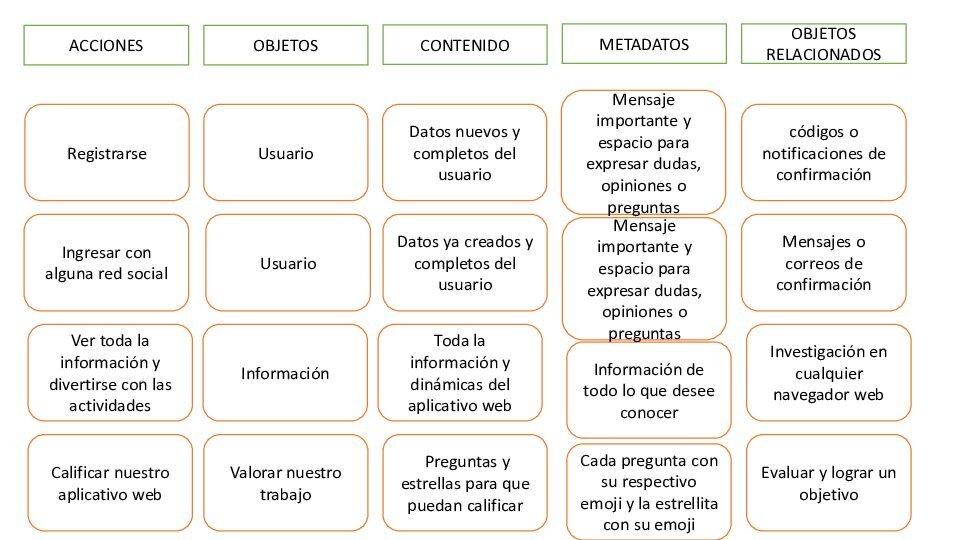 ACCIONES
OBJETOS
CONTENIDO
METADATOS
OBJETOS
RELACIONADOS
Registrarse
Usuario
Datos nuevos y
completos del
usuario
Mensaje
importante y
espacio para
expresar dudas,
opiniones o
preguntas
códigos o
notificaciones de
confirmación
Ingresar con
alguna red social
Usuario
Datos ya creados y
completos del
usuario
Mensaje
importante y
espacio para
expresar dudas,
opiniones o
preguntas
Mensajes o
correos de
confirmación
Ver toda la
información y
divertirse con las
actividades
Información
Toda la
información y
dinámicas del
aplicativo web
Información de
todo lo que desee
conocer
Investigación en
cualquier
navegador web
Calificar nuestro
aplicativo web
Valorar nuestro
trabajo
Preguntas y
estrellas para que
puedan calificar
Cada pregunta con
su respectivo
emoji y la estrellita
con su emoji
Evaluar y lograr un
objetivo